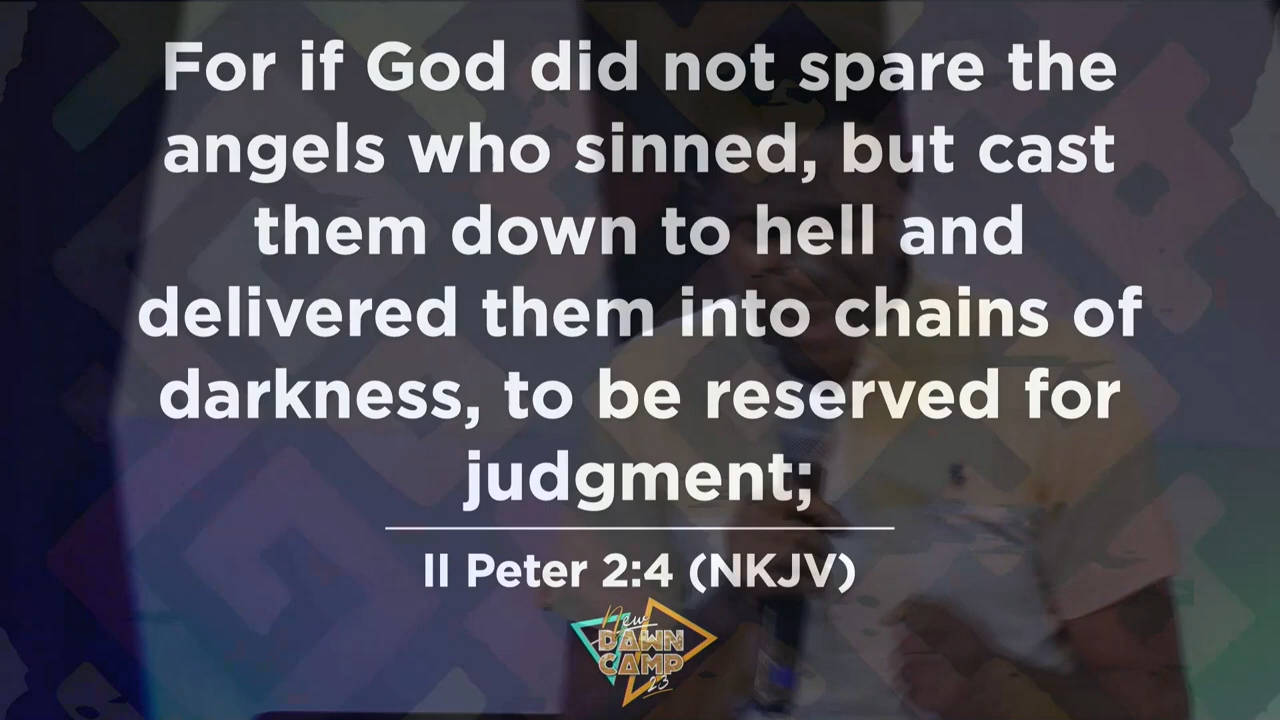 For if God did not spare the
angels who sinned, but cast
them down to hell and
delivered them into chains of
darkness, to be reserved for
judgment;
II Peter 2:4 (NKJV)
New
DAWN
CAMP
23